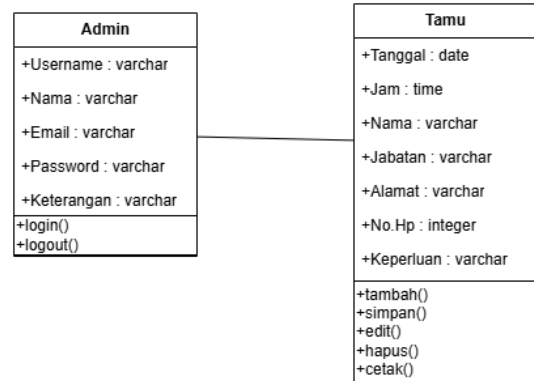 Admin
+Username : varchar
+Nama : varchar
+Email : varchar
+Password : varchar
+Keterangan : varchar
+login()
+logout()
Tamu
+Tanggal : date
+Jam : time
+Nama : varchar
+Jabatan : varchar
+Alamat : varchar
+No.Hp : integer
+Keperluan : varchar
+tambah()
+simpan()
+edit()
+hapus()
+cetak()